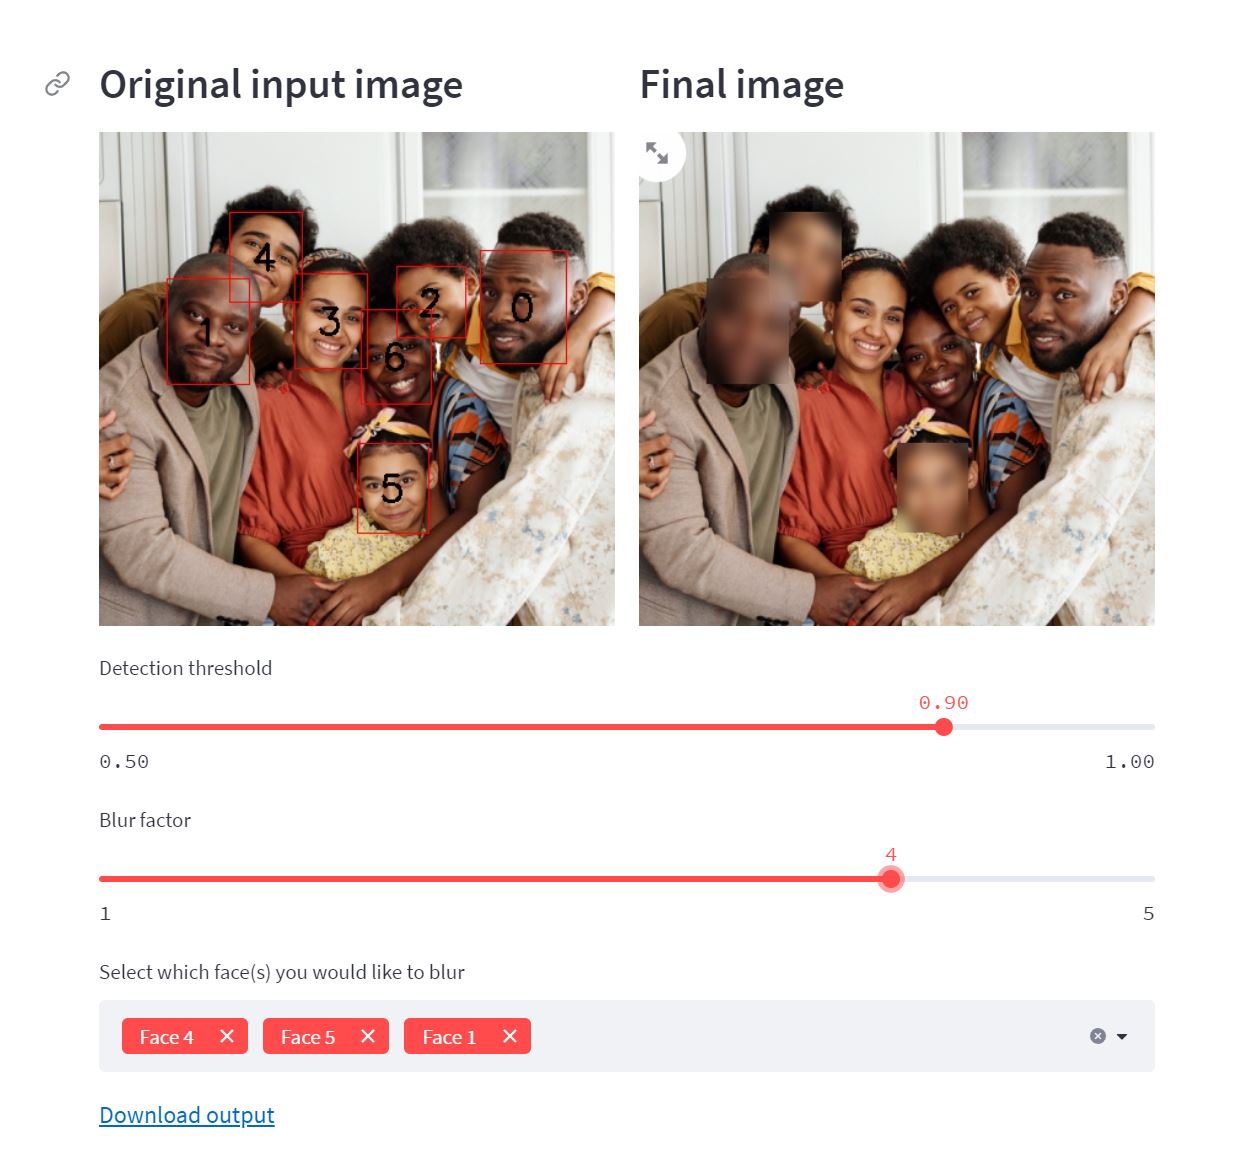 Original input image
Final image
4
1
3
2
0
6
5
Detection threshold
0.90
0.50
1.00
Blur factor
4
1
5
Select which face(s) you would like to blur
Face 4
Face 5
Face 1
Download output